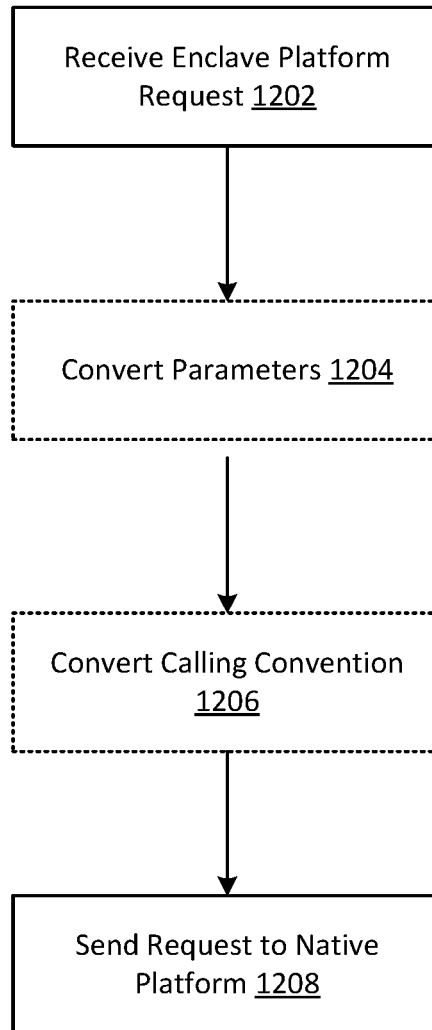 Receive Enclave Platform
Request 1202
Convert Parameters 1204
Convert Calling Convention
1206
Send Request to Native
Platform 1208